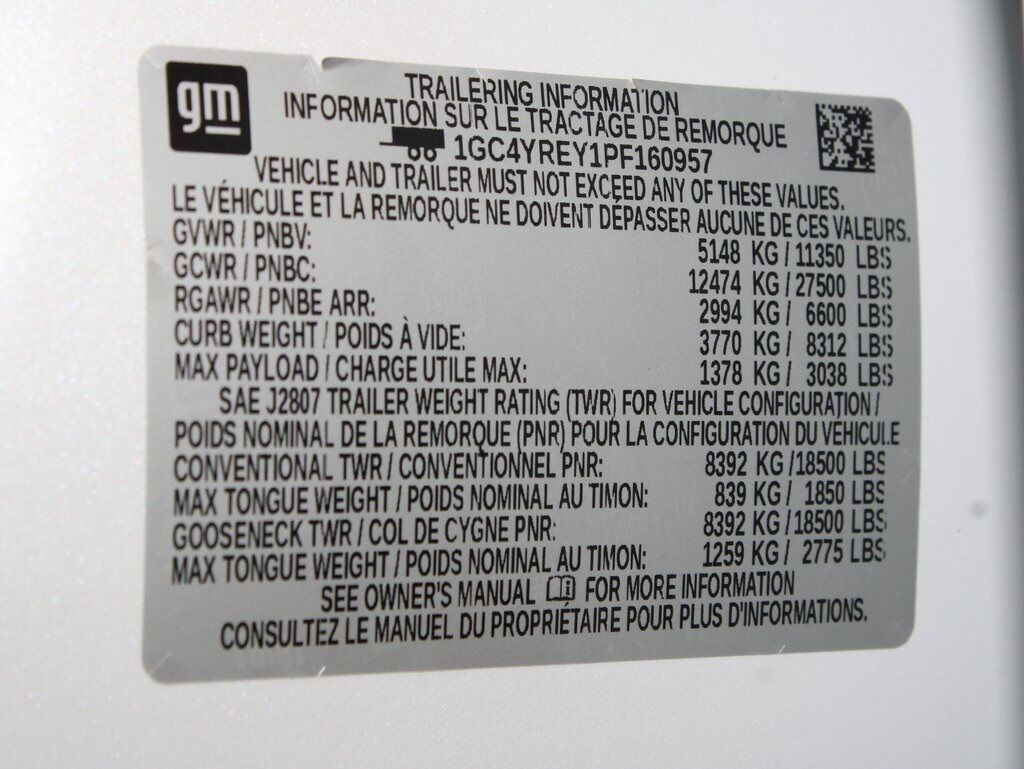 gm
TRAILERING INFORMATION
INFORMATION SUR LE TRACTAGE DE REMORQUE
1GC4YREY1PF160957
VEHICLE AND TRAILER MUST NOT EXCEED ANY OF THESE VALUES.
LE VÉHICULE ET LA REMORQUE NE DOIVENT DÉPASSER AUCUNE DE CES VALEURS.
GVWR / PNBV: 5148 KG / 11350 LBS
GCWR / PNBC: 12474 KG / 27500 LBS
RGAWR / PNBE ARR: 2994 KG / 6600 LBS
CURB WEIGHT / POIDS À VIDE: 3770 KG / 8312 LBS
MAX PAYLOAD / CHARGE UTILE MAX: 1378 KG / 3038 LBS
SAE J2807 TRAILER WEIGHT RATING (TWR) FOR VEHICLE CONFIGURATION /
POIDS NOMINAL DE LA REMORQUE (PNR) POUR LA CONFIGURATION DU VEHICULE
CONVENTIONAL TWR / CONVENTIONNEL PNR: 8392 KG /18500 LBS
MAX TONGUE WEIGHT / POIDS NOMINAL AU TIMON: 839 KG / 1850 LBS
GOOSENECK TWR / COL DE CYGNE PNR: 8392 KG /18500 LBS
MAX TONGUE WEIGHT / POIDS NOMINAL AU TIMON: 1259 KG / 2775 LBS
SEE OWNER'S MANUAL FOR MORE INFORMATION
CONSULTEZ LE MANUEL DU PROPRIÉTAIRE POUR PLUS D'INFORMATIONS.